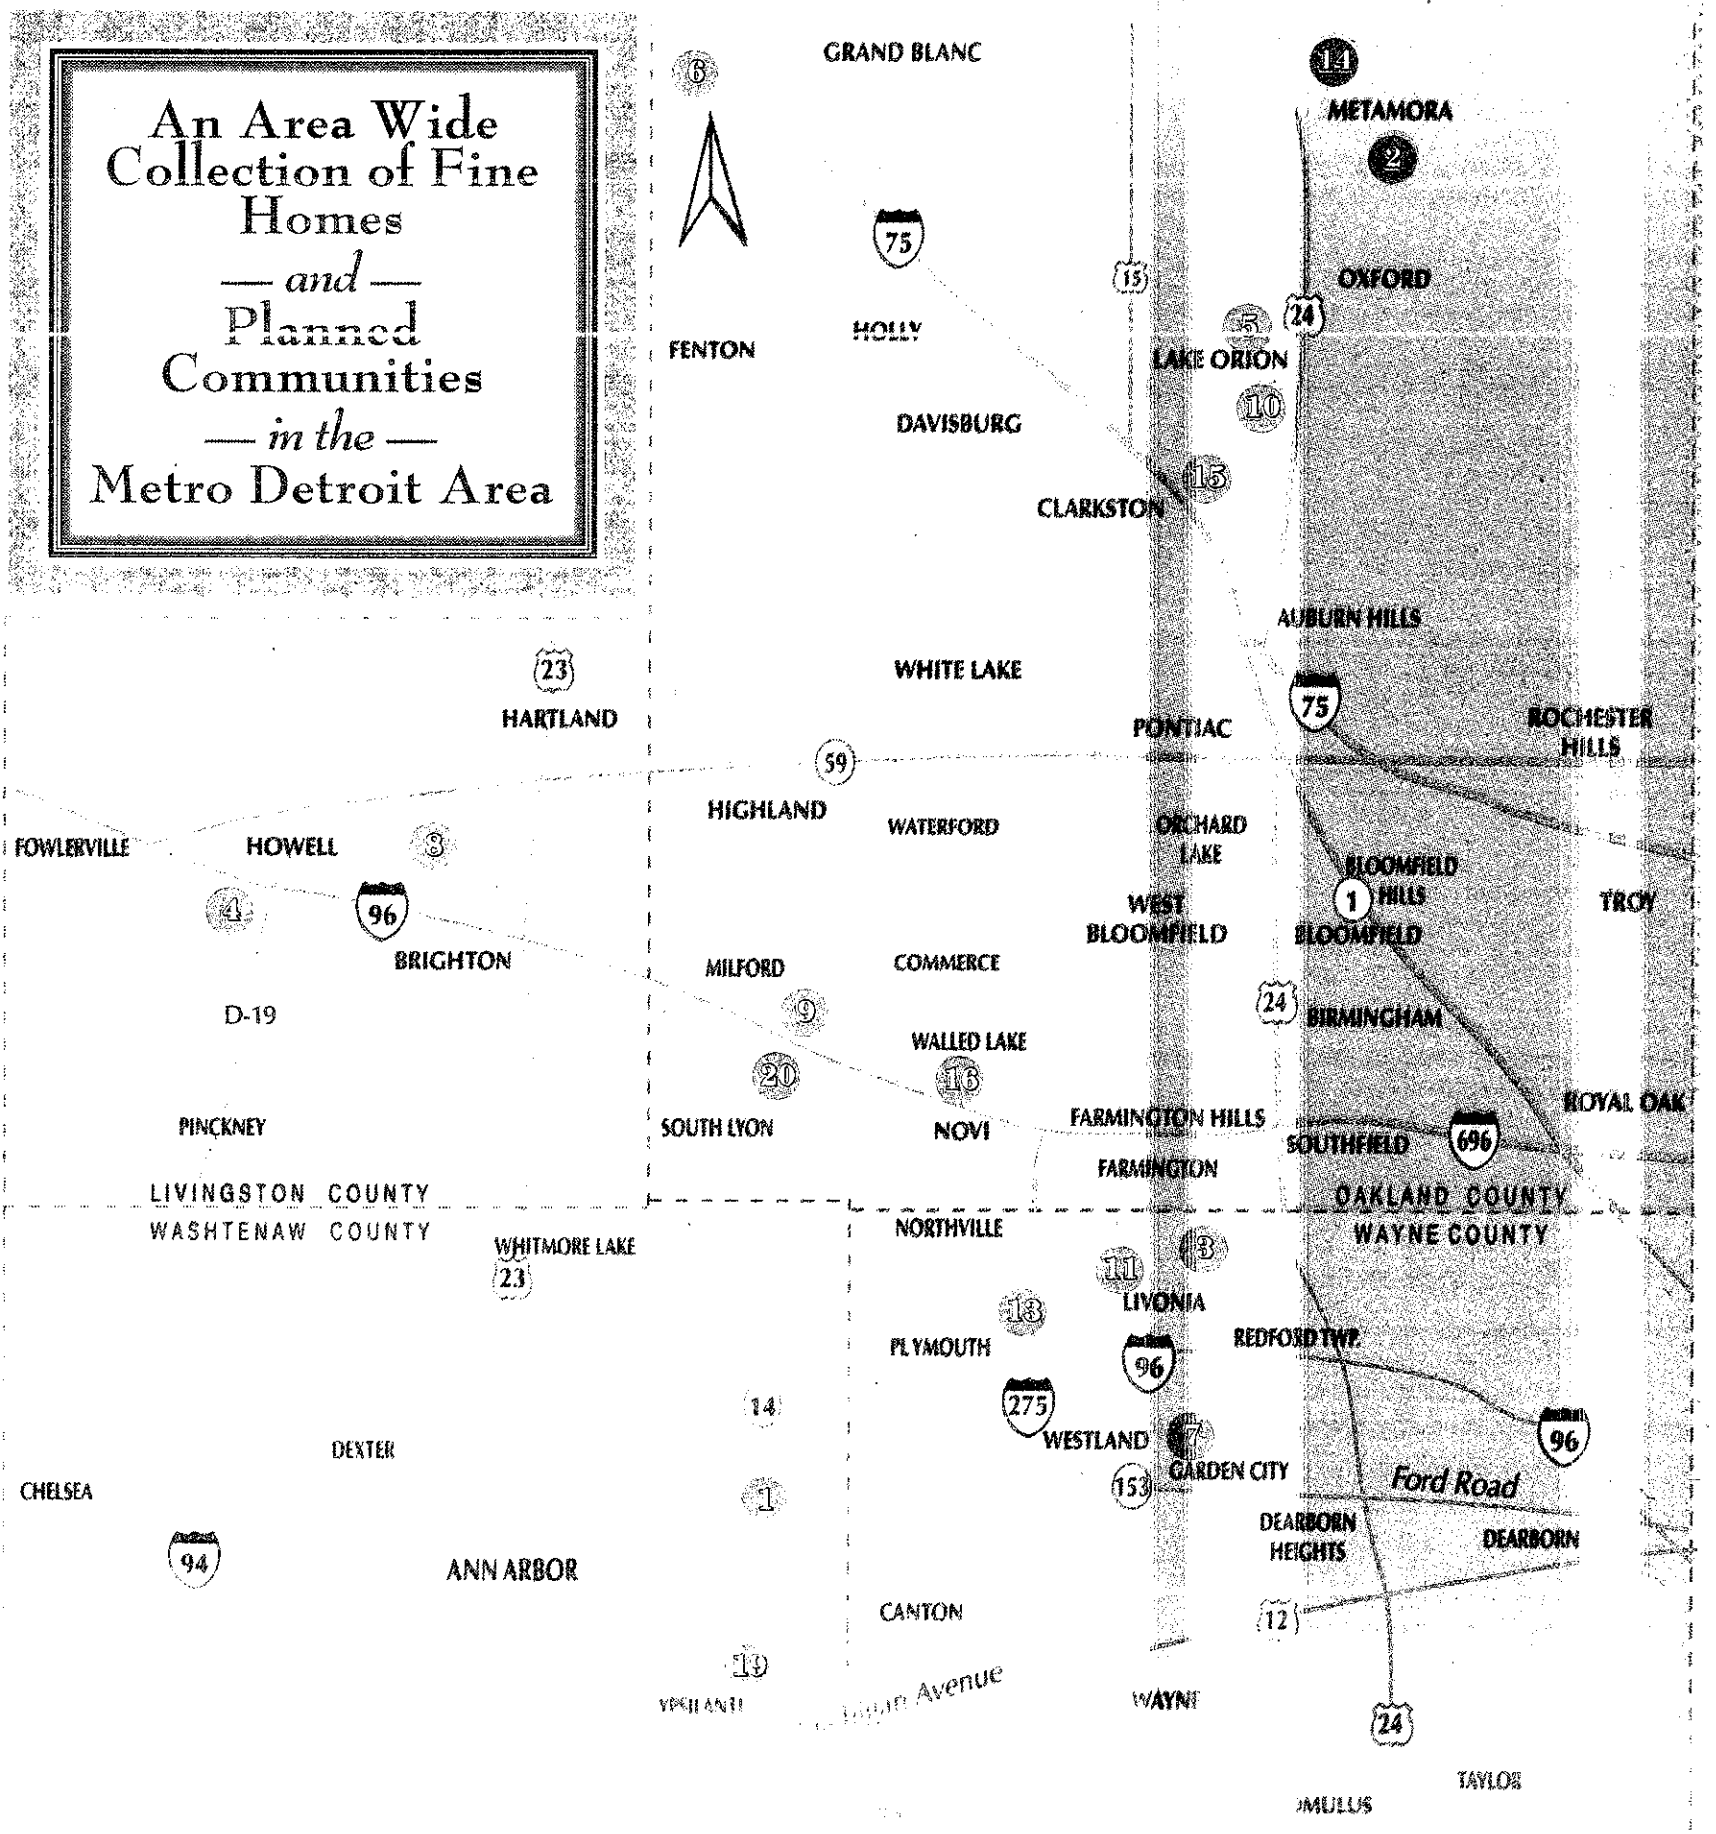 An Area Wide
Collection of Fine
Homes
— and —
Planned
Communities
— in the —
Metro Detroit Area
6
GRAND BLANC
14
METAMORA
2
75
15
OXFORD
5
24
FENTON
HOLLY
LAKE ORION
10
DAVISBURG
15
CLARKSTON
AUBURN HILLS
23
WHITE LAKE
HARTLAND
75
PONTIAC
ROCHESTER
HILLS
59
HIGHLAND
WATERFORD
ORCHARD
LAKE
FOWLERVILLE
HOWELL
8
BLOOMFIELD
HILLS
4
96
1
TROY
WEST
BLOOMFIELD
BLOOMFIELD
BRIGHTON
MILFORD
COMMERCE
D-19
9
24
BIRMINGHAM
WALLED LAKE
20
16
ROYAL OAK
PINCKNEY
SOUTH LYON
NOVI
FARMINGTON HILLS
SOUTHFIELD
696
FARMINGTON
LIVINGSTON COUNTY
OAKLAND COUNTY
WASHTENAW COUNTY
WAYNE COUNTY
NORTHVILLE
WHITMORE LAKE
23
3
11
LIVONIA
13
PLYMOUTH
REDFORD TWP.
96
275
14
WESTLAND
7
96
DEXTER
GARDEN CITY
CHELSEA
1
153
Ford Road
DEARBORN
HEIGHTS
DEARBORN
94
ANN ARBOR
CANTON
12
19
YPSILANTI
Avenue
WAYNE
24
TAYLOR
OMULUS